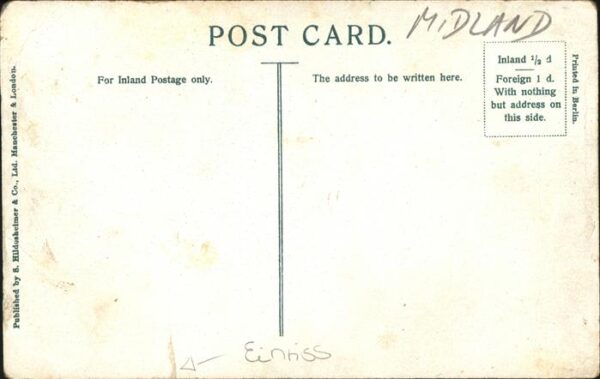 POST CARD.
MIDLAND
For Inland Postage only.
The address to be written here.
Inland ½ d
Foreign 1 d.
With nothing
but address on
this side.
Printed in Berlin.
Published by S. Hildesheimer & Co., Ltd. Manchester & London.
Einriss